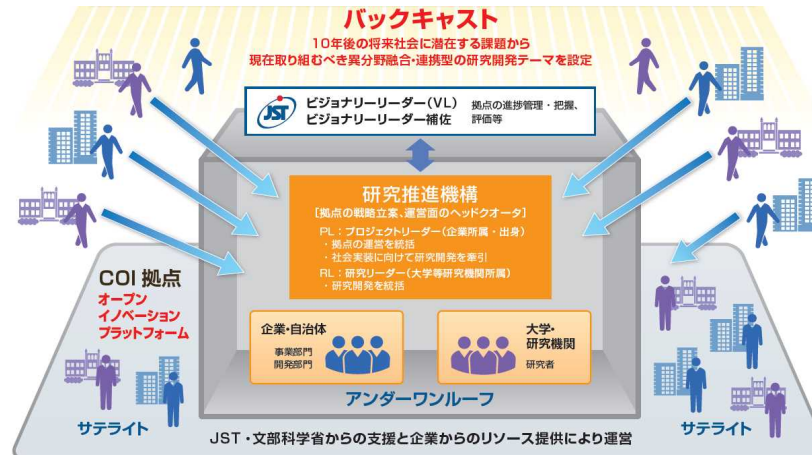 バックキャスト
10年後の将来社会に潜在する課題から
現在取り組むべき異分野融合・連携型の研究開発テーマを設定
JST
ビジョナリーリーダー(VL)
ビジョナリーリーダー補佐
拠点の進捗管理・把握、
評価等
研究推進機構
[拠点の戦略立案、運営面のヘッドクオータ]
PL：プロジェクトリーダー(企業所属・出身)
・拠点の運営を統括
・社会実装に向けて研究開発を牽引
RL：研究リーダー(大学等研究機関所属)
・研究開発を統括
COI 拠点
オープン
イノベーション
プラットフォーム
企業・自治体
事業部門
開発部門
大学・
研究機関
研究者
アンダーワンルーフ
サテライト
サテライト
JST・文部科学省からの支援と企業からのリソース提供により運営